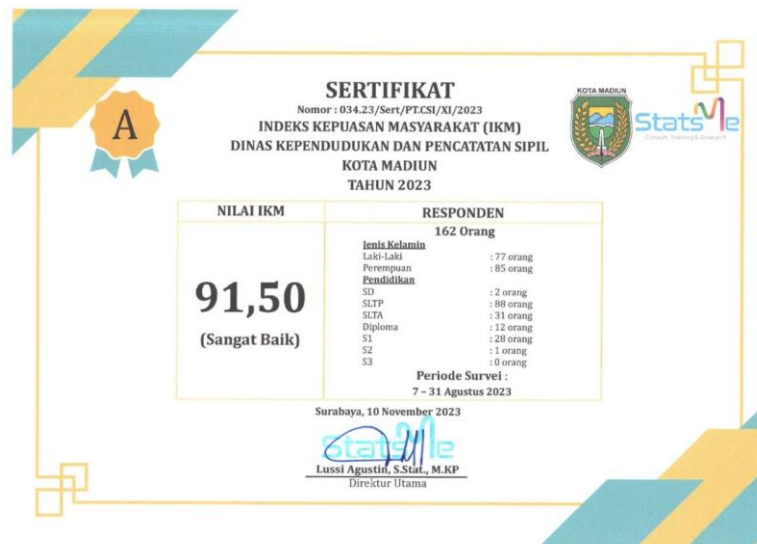 A
SERTIFIKAT
Nomor : 034.23/Sert/PT.CSI/XI/2023
INDEKS KEPUASAN MASYARAKAT (IKM)
DINAS KEPENDUDUKAN DAN PENCATATAN SIPIL
KOTA MADIUN
TAHUN 2023
KOTA MADIUN
StatsMe
Consult, Training & Research
NILAI IKM
91,50
(Sangat Baik)
RESPONDEN
162 Orang
Jenis Kelamin
Laki-Laki : 77 orang
Perempuan : 85 orang
Pendidikan
SD : 2 orang
SLTP : 88 orang
SLTA : 31 orang
Diploma : 12 orang
S1 : 28 orang
S2 : 1 orang
S3 : 0 orang
Periode Survei :
7 – 31 Agustus 2023
Surabaya, 10 November 2023
StatsMe
Lussi Agustin, S.Stat., M.KP
Direktur Utama